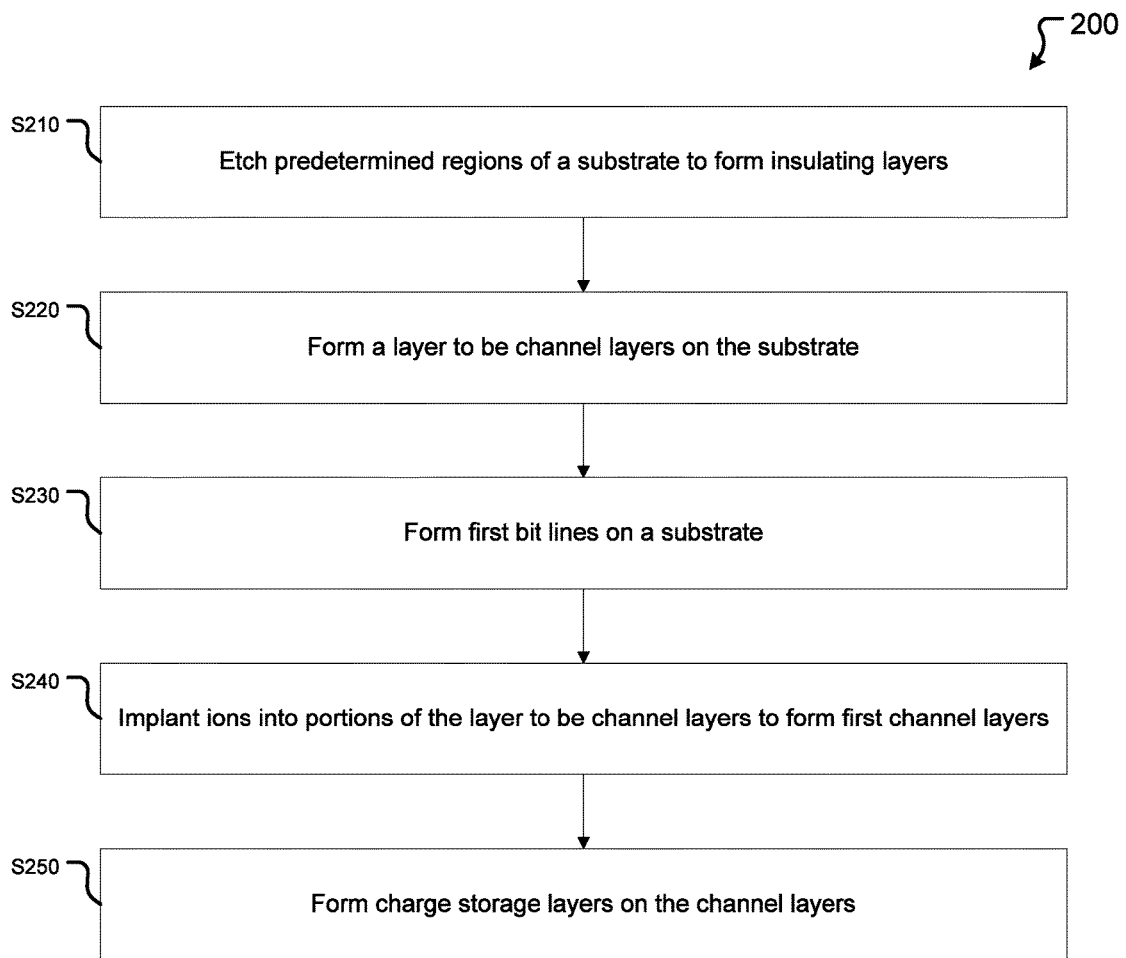 200
S210
Etch predetermined regions of a substrate to form insulating layers
S220
Form a layer to be channel layers on the substrate
S230
Form first bit lines on a substrate
S240
Implant ions into portions of the layer to be channel layers to form first channel layers
S250
Form charge storage layers on the channel layers